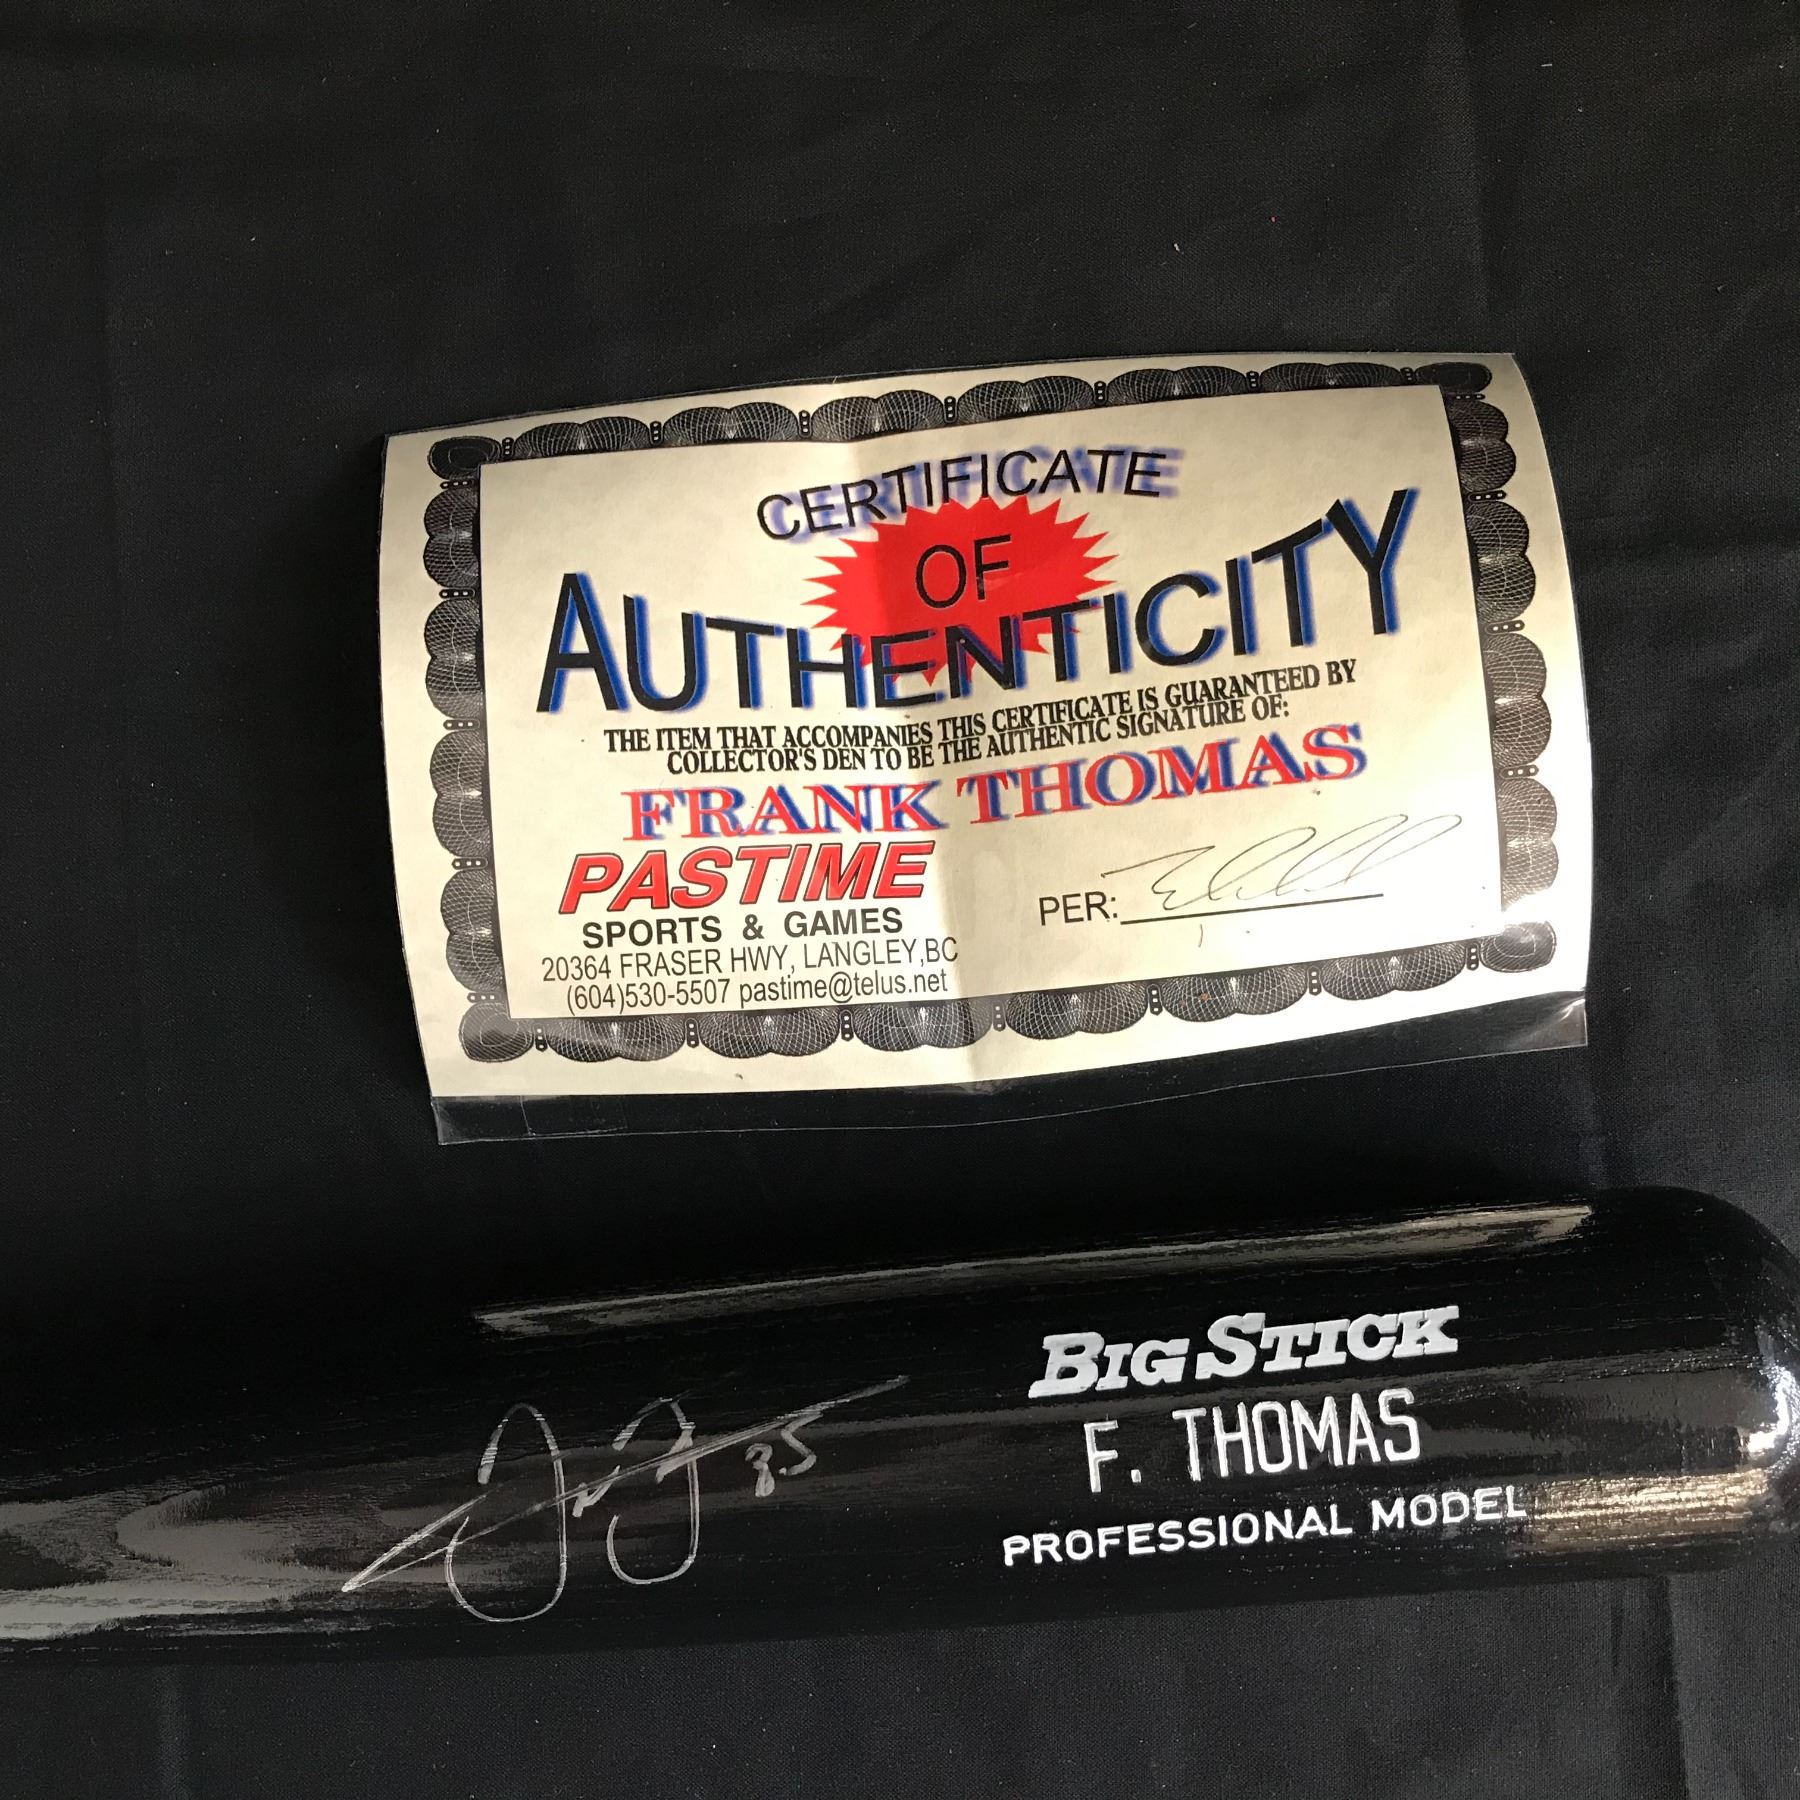 CERTIFICATE
OF
AUTHENTICITY
THE ITEM THAT ACCOMPANIES THIS CERTIFICATE IS GUARANTEED BY
COLLECTOR'S DEN TO BE THE AUTHENTIC SIGNATURE OF:
FRANK THOMAS
PASTIME
SPORTS & GAMES
20364 FRASER HWY, LANGLEY,BC
(604)530-5507 pastime@telus.net
PER:
35
BIG STICK
F. THOMAS
PROFESSIONAL MODEL